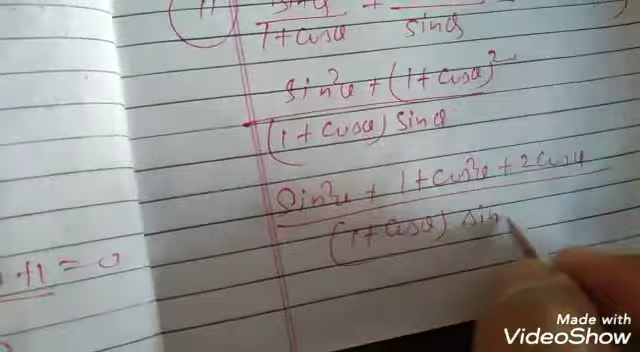 sinα
1+cosα + sinα
sin²α + (1+cosα)²
(1+cosα) sinα
sin²α + 1+cos²α + 2cosα
(1+cosα) sin
+1 = 0
Made with
VideoShow